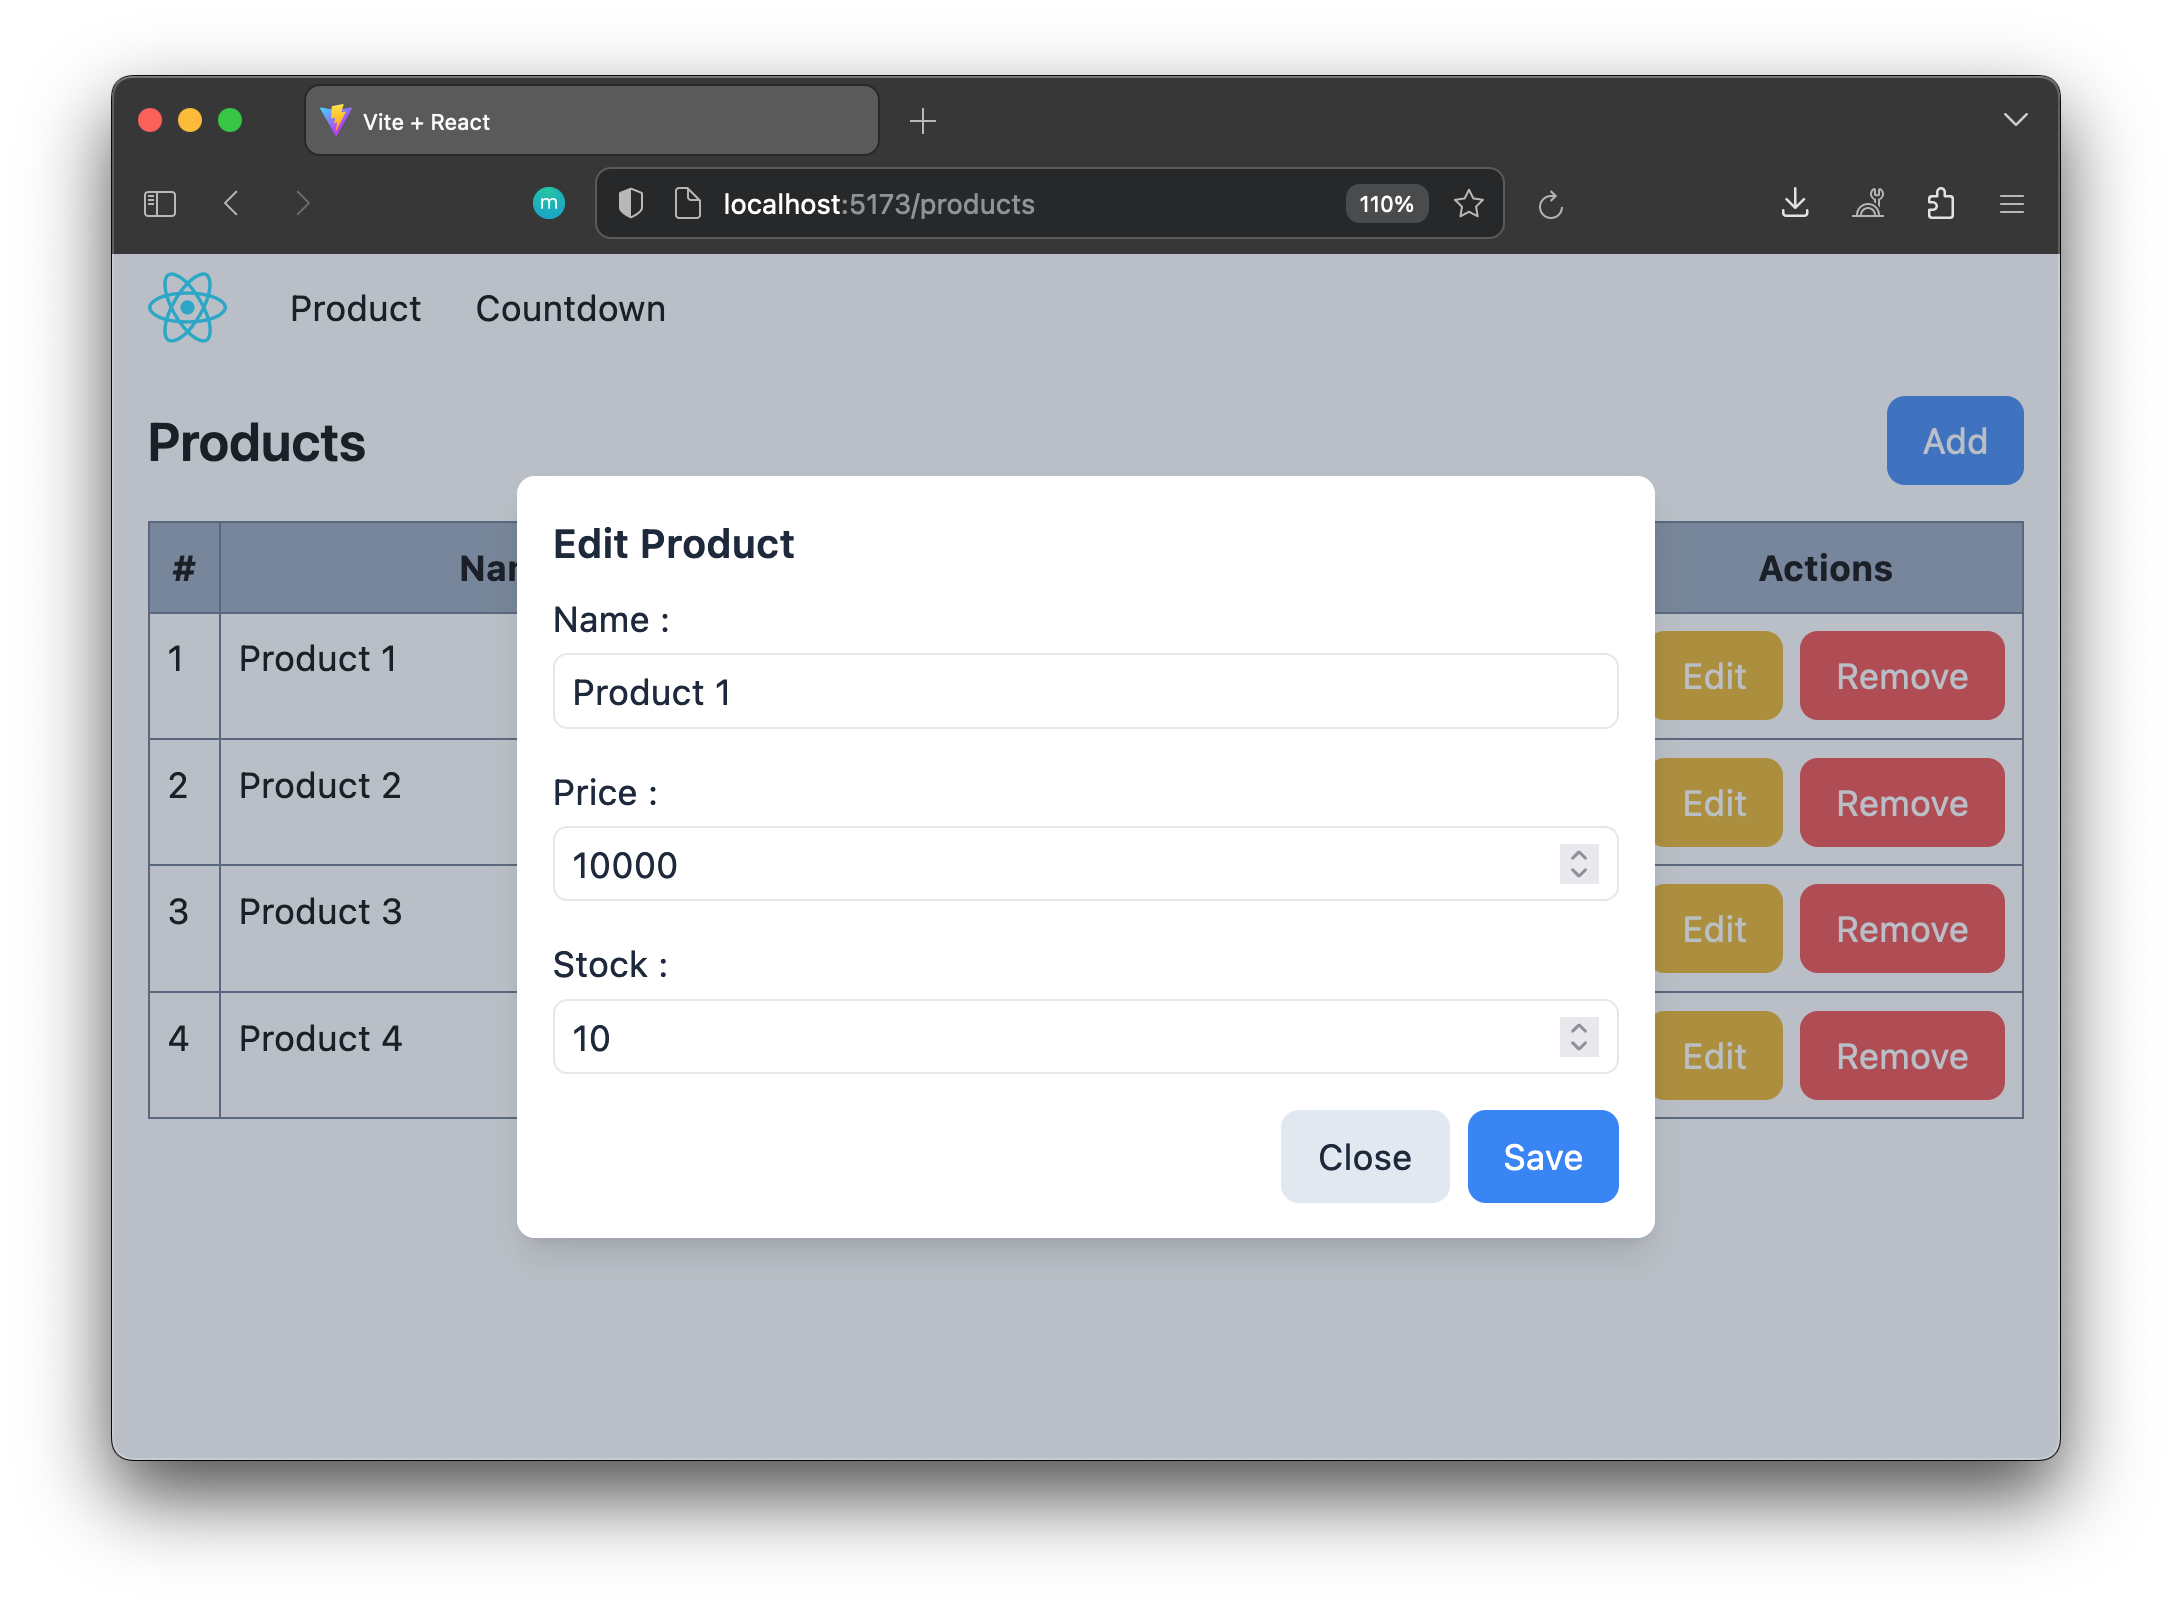 Vite + React
m
localhost:5173/products
110%
Product Countdown
Products
Add
# Actions
Edit Product
Name :
Product 1
Price :
10000
Stock :
10
Close Save
1 Product 1 Edit Remove
2 Product 2 Edit Remove
3 Product 3 Edit Remove
4 Product 4 Edit Remove